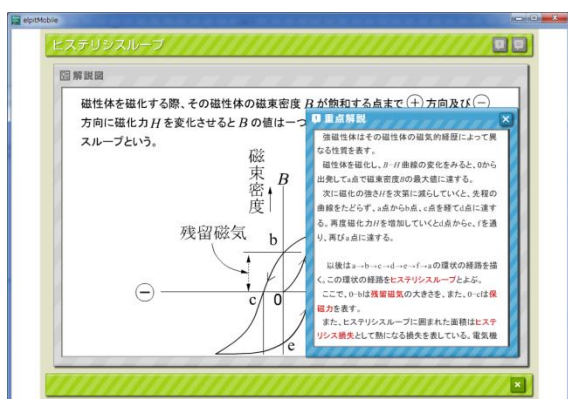 elpitMobile
ヒステリシスループ
解説図
磁性体を磁化する際、その磁性体の磁束密度 B が飽和する点まで ⊕ 方向及び ⊖
方向に磁化力 H を変化させると B の値は一つ
スループという。
磁束密度
B
残留磁気
b
⊖
c
0
e
重点解説
強磁性体はその磁性体の磁気的経歴によって異
なる性質を表す。
磁性体を磁化し、B-H 曲線の変化をみると、0から
出発してa点で磁束密度Bの最大値に達する。
次に磁化の強さHを次第に減らしていくと、先程の
曲線をたどらず、a点からb点、c点を経てd点に達す
る。再度磁化力Hを増加していくとd点からe、fを通
り、再びa点に達する。
以後はa→b→c→d→e→f→aの環状の経路を描
く。この環状の経路をヒステリシスループとよぶ。
ここで、0-bは残留磁気の大きさを、また、0-cは保
磁力を表す。
また、ヒステリシスループに囲まれた面積はヒステ
リシス損失として熱になる損失を表している。電気機